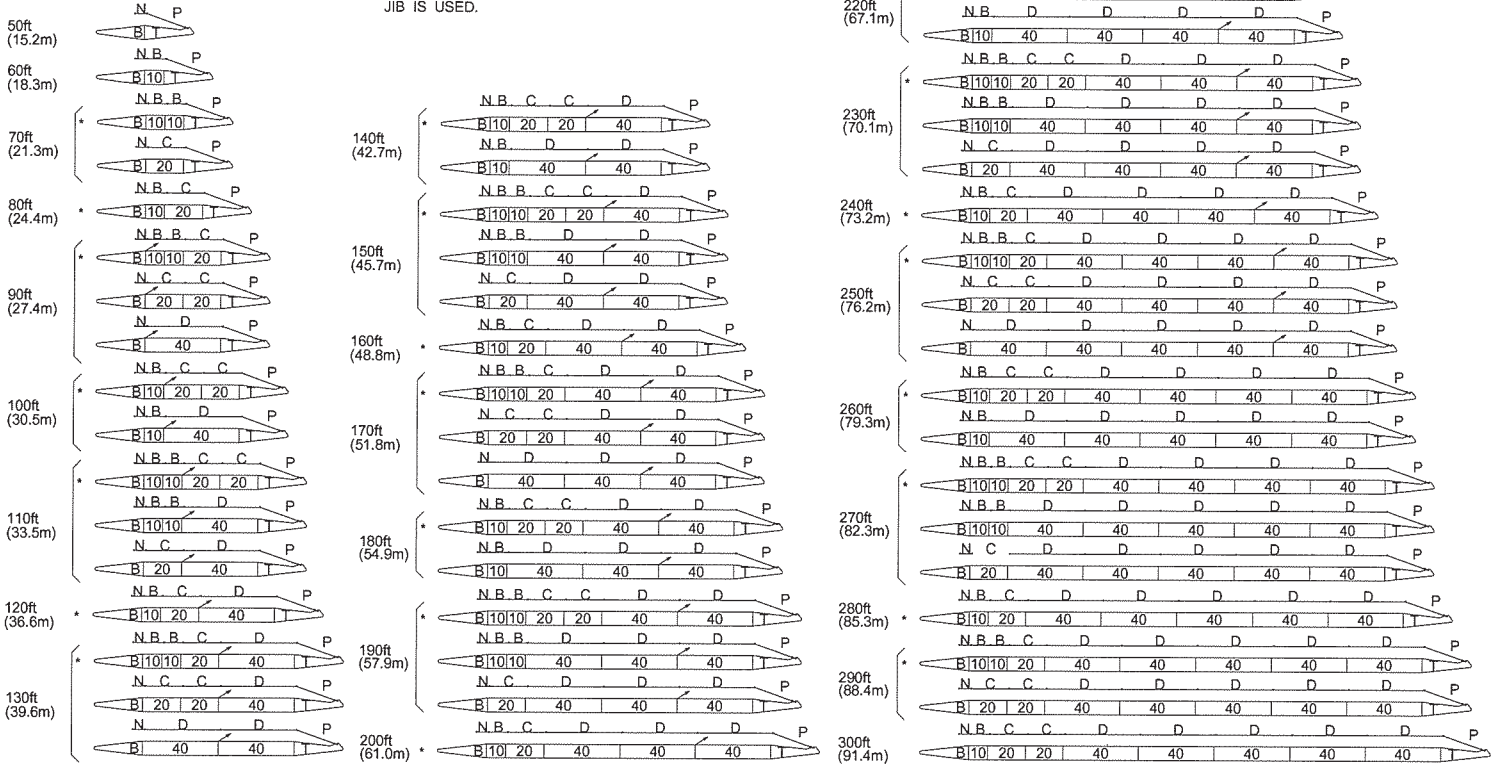 JIB IS USED.
N P
50ft
(15.2m)
B T
N B P
60ft
(18.3m)
B 10 T
N B B P
* B 10 10 T
70ft
(21.3m)
N C P
B 20 T
N B C P
80ft
(24.4m)
* B 10 20 T
N B B C P
* B 10 10 20 T
90ft
(27.4m)
N C C P
B 20 20 T
N D P
B 40 T
N B C C P
* B 10 20 20 T
100ft
(30.5m)
N B D P
B 10 40 T
N B B C C P
* B 10 10 20 20 T
110ft
(33.5m)
N B B D P
B 10 10 40 T
N C D P
B 20 40 T
N B C D P
120ft
(36.6m)
* B 10 20 40 T
N B B C D P
* B 10 10 20 40 T
130ft
(39.6m)
N C C D P
B 20 20 40 T
N D D P
B 40 40 T
N B C C D P
* B 10 20 20 40 T
140ft
(42.7m)
N B D D P
B 10 40 40 T
N B B C C D P
* B 10 10 20 20 40 T
150ft
(45.7m)
N B B D D P
B 10 10 40 40 T
N C D D P
B 20 40 40 T
N B C D D P
160ft
(48.8m)
* B 10 20 40 40 T
N B B C D D P
* B 10 10 20 40 40 T
170ft
(51.8m)
N C C D D P
B 20 20 40 40 T
N D D D P
B 40 40 40 T
N B C C D D P
* B 10 20 20 40 40 T
180ft
(54.9m)
N B D D D P
B 10 40 40 40 T
N B B C C D D P
* B 10 10 20 20 40 40 T
190ft
(57.9m)
N B B D D D P
B 10 10 40 40 40 T
N C D D D P
B 20 40 40 40 T
N B C D D D P
200ft
(61.0m)
* B 10 20 40 40 40 T
220ft
(67.1m)
N B D D D D P
B 10 40 40 40 40 T
N B B C C D D D P
* B 10 10 20 20 40 40 40 T
230ft
(70.1m)
N B B D D D D P
B 10 10 40 40 40 40 T
N C D D D D P
B 20 40 40 40 40 T
N B C D D D D P
240ft
(73.2m)
* B 10 20 40 40 40 40 T
N B B C D D D D P
* B 10 10 20 40 40 40 40 T
250ft
(76.2m)
N C C D D D D P
B 20 20 40 40 40 40 T
N D D D D D P
B 40 40 40 40 40 T
N B C C D D D D P
* B 10 20 20 40 40 40 40 T
260ft
(79.3m)
N B D D D D D P
B 10 40 40 40 40 40 T
N B B C C D D D D P
* B 10 10 20 20 40 40 40 40 T
270ft
(82.3m)
N B B D D D D D P
B 10 10 40 40 40 40 40 T
N C D D D D D P
B 20 40 40 40 40 40 T
N B C D D D D D P
280ft
(85.3m)
* B 10 20 40 40 40 40 40 T
N B B C D D D D D P
* B 10 10 20 40 40 40 40 40 T
290ft
(88.4m)
N C C D D D D D P
B 20 20 40 40 40 40 40 T
N B C C D D D D D P
300ft
(91.4m)
B 10 20 20 40 40 40 40 40 T